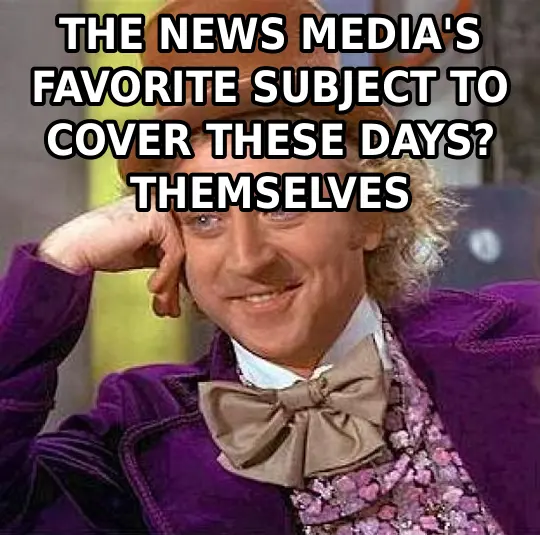 THE NEWS MEDIA'S
FAVORITE SUBJECT TO
COVER THESE DAYS?
THEMSELVES